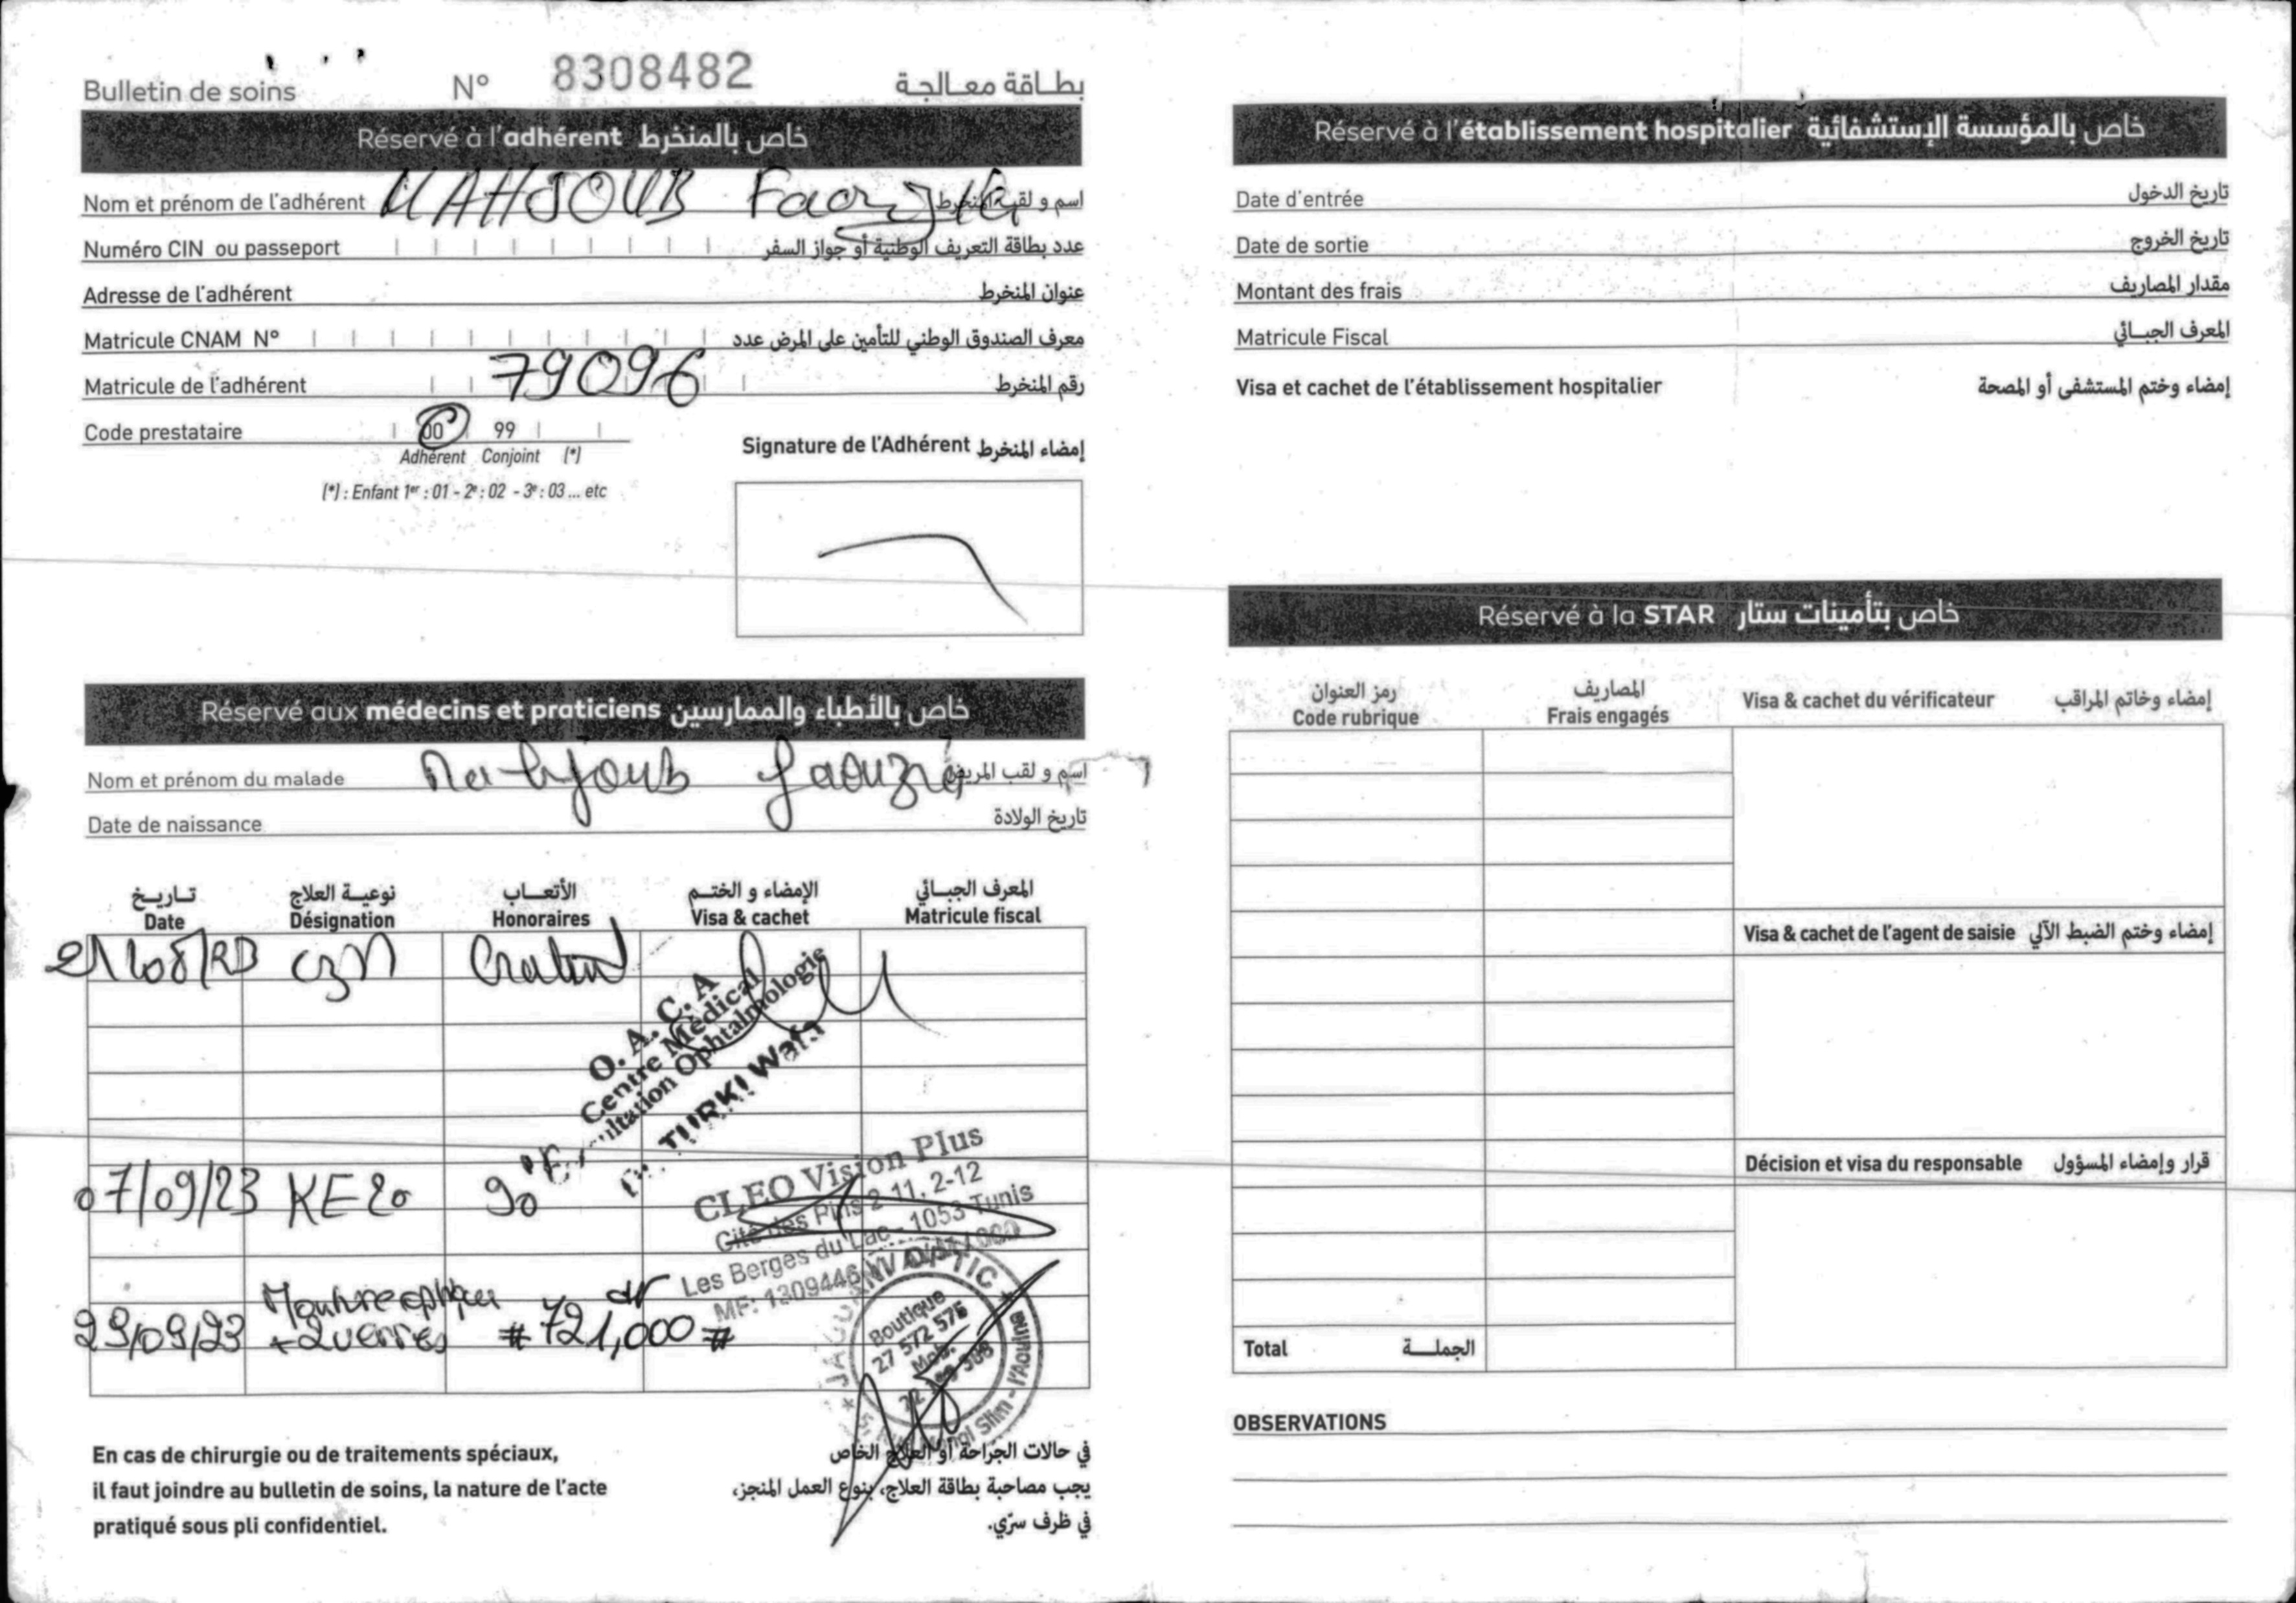 Bulletin de soins N° 8308482 بطاقة معالجة
Réservé à l'adhérent خاص بالمنخرط
Nom et prénom de l'adhérent MAHJOUB Faouzia اسم و لقب المنخرط
Numéro CIN ou passeport عدد بطاقة التعريف الوطنية أو جواز السفر
Adresse de l'adhérent عنوان المنخرط
Matricule CNAM N° معرف الصندوق الوطني للتأمين على المرض عدد
Matricule de l'adhérent 79096 رقم المنخرط
Code prestataire 00 99
Adhérent Conjoint (*)
(*) : Enfant 1er : 01 - 2e : 02 - 3e : 03 ... etc
Signature de l'Adhérent إمضاء المنخرط
Réservé aux médecins et praticiens خاص بالأطباء والممارسين
Nom et prénom du malade Mahjoub Faouzia اسم و لقب المريض
Date de naissance تاريخ الولادة
تاريخ نوعية العلاج الأتعاب الإمضاء و الختم المعرف الجبائي
Date Désignation Honoraires Visa & cachet Matricule fiscal
O. A. C. A
Centre Médical
Ophtalmologie
TURKI Wafa
07/09/23 KE20 90
CLEO Vision Plus
Cité des Pins 2-11, 2-12
Les Berges du Lac - 1053 Tunis
MF: 1309446
Monture optique dt
29/09/23 + 2 verres # 721,000 #
OPTIC
Boutique
27 572 576
Mob.
Slim - l'Aouina
En cas de chirurgie ou de traitements spéciaux,
il faut joindre au bulletin de soins, la nature de l'acte
pratiqué sous pli confidentiel.
في حالات الجراحة أو العلاج الخاص
يجب مصاحبة بطاقة العلاج، بنوع العمل المنجز،
في ظرف سرّي.
Réservé à l'établissement hospitalier خاص بالمؤسسة الإستشفائية
Date d'entrée تاريخ الدخول
Date de sortie تاريخ الخروج
Montant des frais مقدار المصاريف
Matricule Fiscal المعرف الجبائي
Visa et cachet de l'établissement hospitalier إمضاء وختم المستشفى أو المصحة
Réservé à la STAR خاص بتأمينات ستار
رمز العنوان المصاريف
Code rubrique Frais engagés Visa & cachet du vérificateur إمضاء وخاتم المراقب
Visa & cachet de l'agent de saisie إمضاء وختم الضبط الآلي
Décision et visa du responsable قرار وإمضاء المسؤول
Total الجملة
OBSERVATIONS